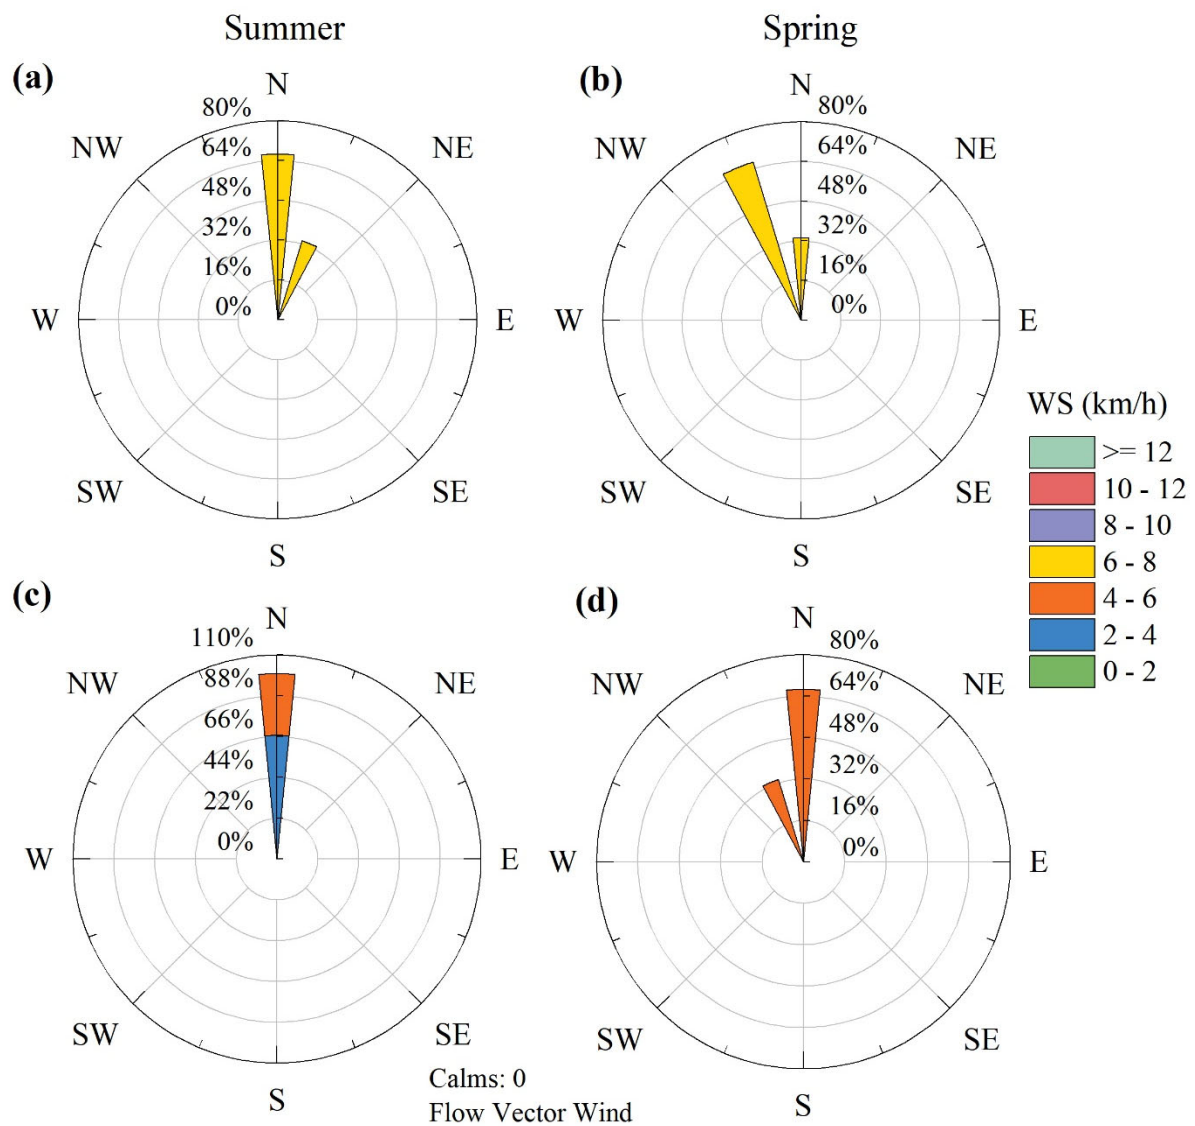 Summer
Spring
(a)
N
80%
NW
NE
64%
48%
32%
16%
0%
W
E
SW
SE
S
(b)
N
80%
NW
NE
64%
48%
32%
16%
0%
W
E
SW
SE
S
WS (km/h)
>= 12
10 - 12
8 - 10
6 - 8
4 - 6
2 - 4
0 - 2
(c)
N
110%
NW
NE
88%
66%
44%
22%
0%
W
E
SW
SE
S
(d)
N
80%
NW
NE
64%
48%
32%
16%
0%
W
E
SW
SE
S
Calms: 0
Flow Vector Wind